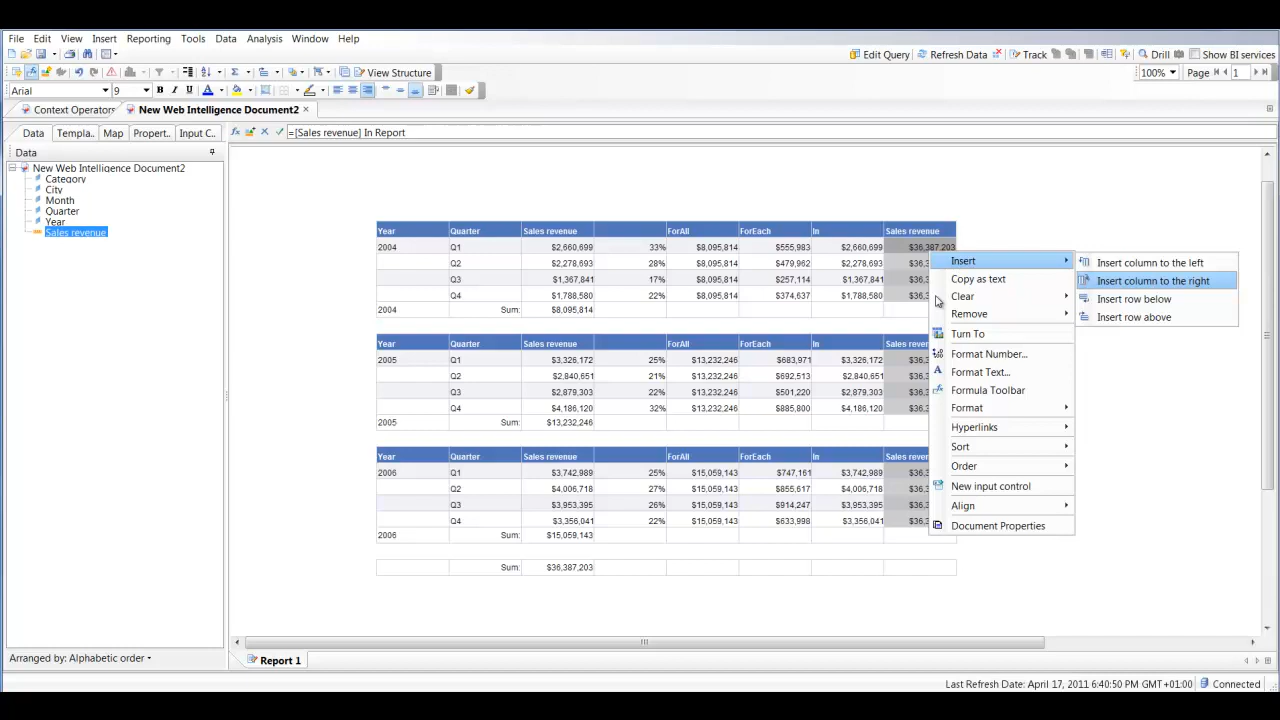 File Edit View Insert Reporting Tools Data Analysis Window Help
Edit Query Refresh Data Track Drill Show BI services
View Structure 100% Page 1
Arial 9 B I U A
Context Operators New Web Intelligence Document2
Data Templa.. Map Propert.. Input C.. =[Sales revenue] In Report
Data
New Web Intelligence Document2
Category
City
Month
Quarter
Year
Sales revenue
Year Quarter Sales revenue ForAll ForEach In Sales revenue
2004 Q1 $2,660,699 33% $8,095,814 $555,983 $2,660,699 $36,387,203
Q2 $2,278,693 28% $8,095,814 $479,962 $2,278,693
Q3 $1,367,841 17% $8,095,814 $257,114 $1,367,841
Q4 $1,788,580 22% $8,095,814 $374,637 $1,788,580
2004 Sum: $8,095,814
Year Quarter Sales revenue ForAll ForEach In
2005 Q1 $3,326,172 25% $13,232,246 $683,971 $3,326,172
Q2 $2,840,651 21% $13,232,246 $692,513 $2,840,651
Q3 $2,879,303 22% $13,232,246 $501,220 $2,879,303
Q4 $4,186,120 32% $13,232,246 $885,800 $4,186,120
2005 Sum: $13,232,246
Year Quarter Sales revenue ForAll ForEach In
2006 Q1 $3,742,989 25% $15,059,143 $747,161 $3,742,989
Q2 $4,006,718 27% $15,059,143 $855,617 $4,006,718
Q3 $3,953,395 26% $15,059,143 $914,247 $3,953,395
Q4 $3,356,041 22% $15,059,143 $633,998 $3,356,041
2006 Sum: $15,059,143
Sum: $36,387,203
Insert
Copy as text
Clear
Remove
Turn To
Format Number...
Format Text...
Formula Toolbar
Format
Hyperlinks
Sort
Order
New input control
Align
Document Properties
Insert column to the left
Insert column to the right
Insert row below
Insert row above
Arranged by: Alphabetic order
Report 1
Last Refresh Date: April 17, 2011 6:40:50 PM GMT+01:00 Connected